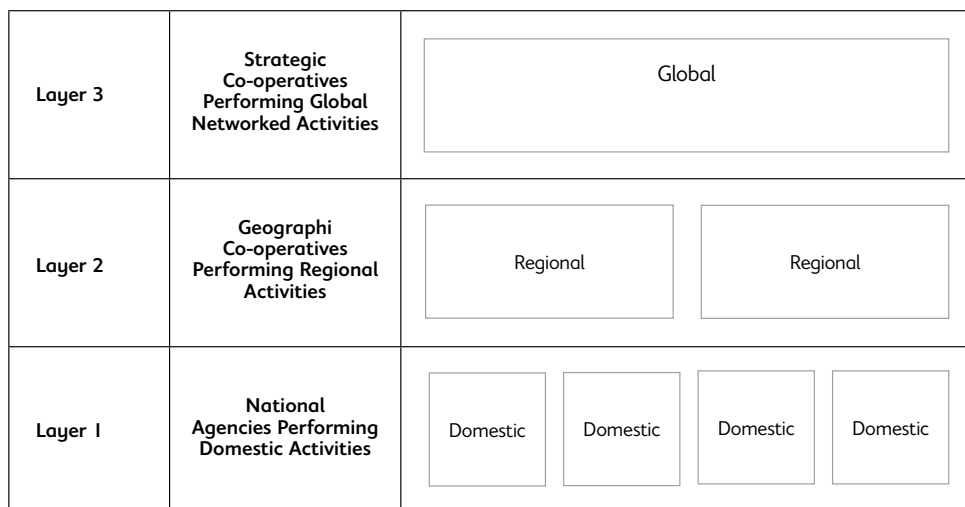 Layer 3
Strategic
Co-operatives
Performing Global
Networked Activities
Global
Layer 2
Geographi
Co-operatives
Performing Regional
Activities
Regional
Regional
Layer I
National
Agencies Performing
Domestic Activities
Domestic
Domestic
Domestic
Domestic